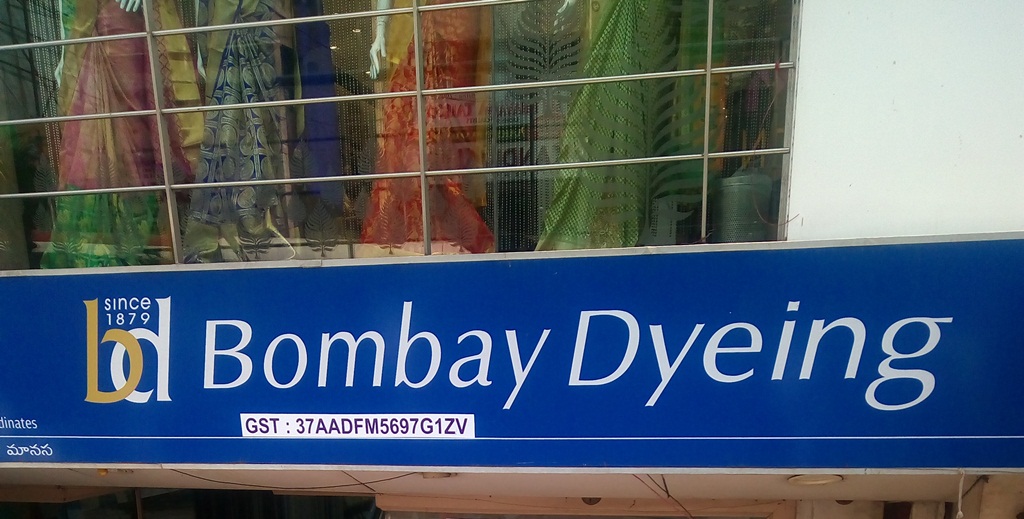 since
1879
bd
Bombay Dyeing
GST : 37AADFM5697G1ZV
dinates
మానస